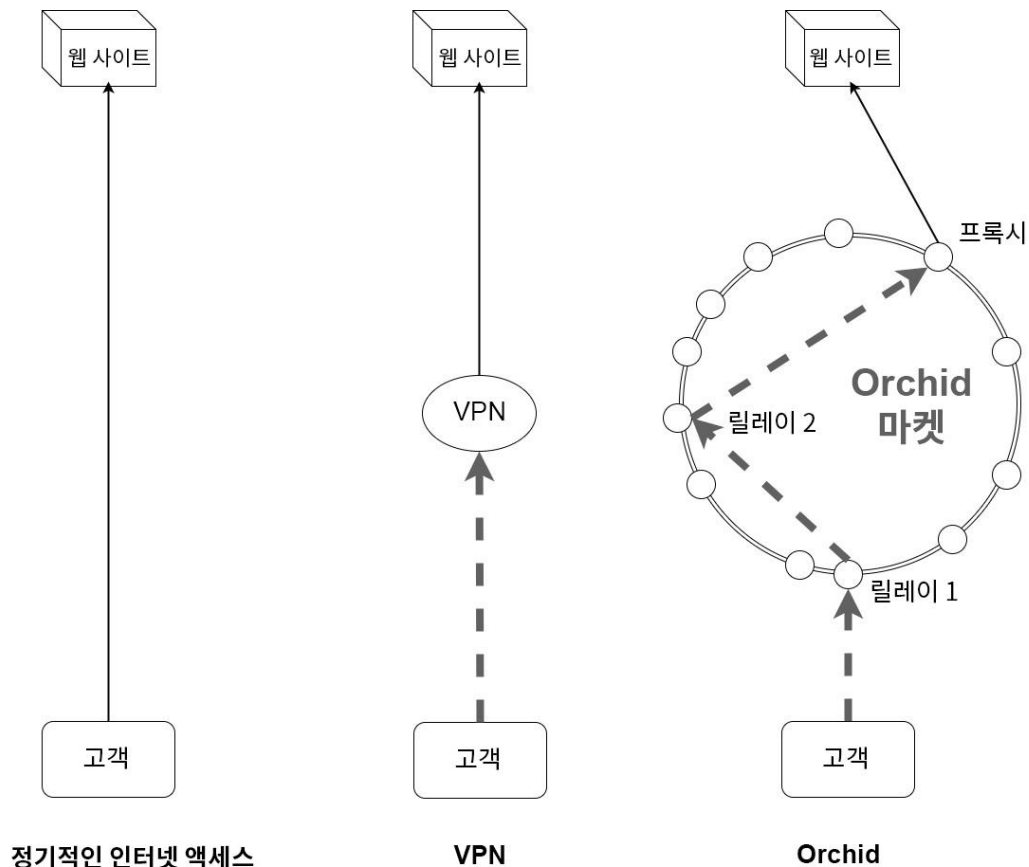 웹 사이트
웹 사이트
웹 사이트
프록시
Orchid
마켓
VPN
릴레이 2
릴레이 1
고객
고객
고객
정기적인 인터넷 액세스
VPN
Orchid